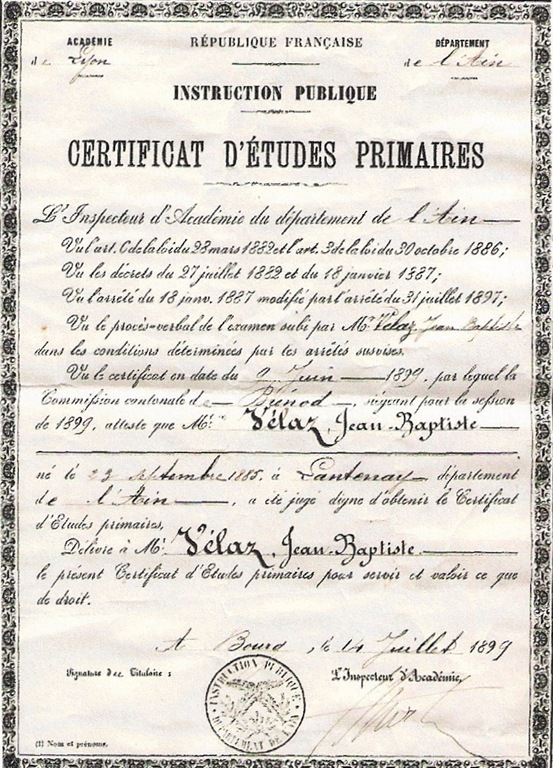 ACADÉMIE RÉPUBLIQUE FRANÇAISE DÉPARTEMENT
de Lyon de l'Ain
INSTRUCTION PUBLIQUE
CERTIFICAT D'ÉTUDES PRIMAIRES
L'Inspecteur d'Académie du département de l'Ain
Vu l'art. 6 de la loi du 28 mars 1882 et l'art. 3 de la loi du 30 octobre 1886;
Vu les décrets du 27 juillet 1882 et du 18 janvier 1887;
Vu l'arrêté du 18 janv. 1887 modifié par l'arrêté du 31 juillet 1897;
Vu le procès-verbal de l'examen subi par Mr Vélaz, Jean Baptiste
dans les conditions déterminées par les arrêtés susvisés.
Vu le certificat en date du 9 Juin 1899, par lequel la
Commission cantonale de Brénod, siégeant pour la session
de 1899, atteste que Mr Vélaz, Jean-Baptiste
né le 23 septembre 1885, à Lantenay département
de l'Ain, a été jugé digne d'obtenir le Certificat
d'Etudes primaires,
Délivre à Mr Vélaz, Jean-Baptiste
le présent Certificat d'Etudes primaires pour servir et valoir ce que
de droit.
A Bourg, le 14 Juillet 1899
Signature du Titulaire : L'Inspecteur d'Académie,
INSTRUCTION PUBLIQUE
DÉPARTEMENT DE L'AIN
(1) Nom et prénoms.